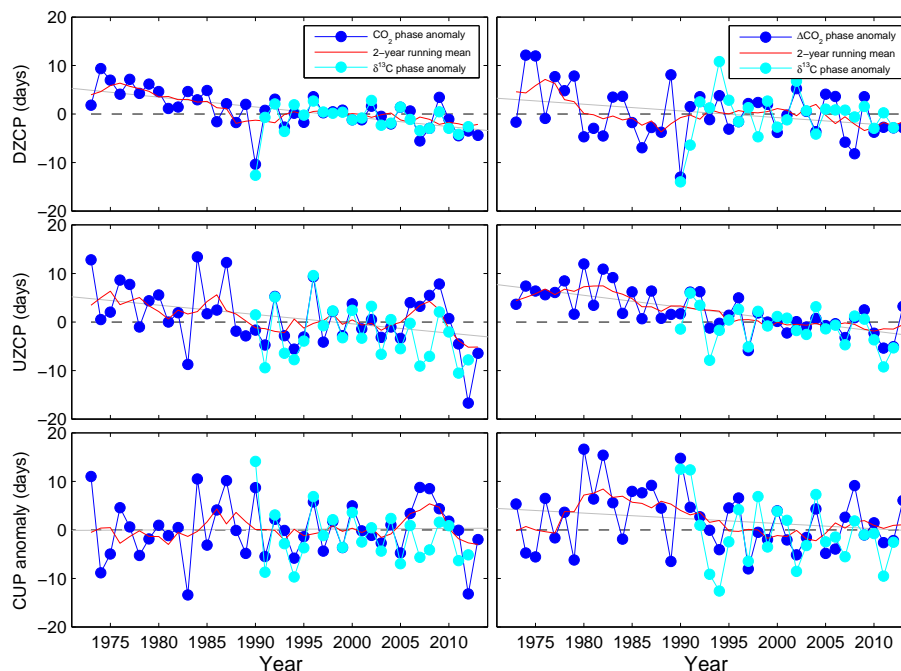 20
10
0
−10
−20
DZCP (days)
CO2 phase anomaly
2−year running mean
δ13C phase anomaly
ΔCO2 phase anomaly
2−year running mean
δ13C phase anomaly
20
10
0
−10
−20
UZCP (days)
20
10
0
−10
−20
CUP anomaly (days)
1975 1980 1985 1990 1995 2000 2005 2010
Year
1975 1980 1985 1990 1995 2000 2005 2010
Year